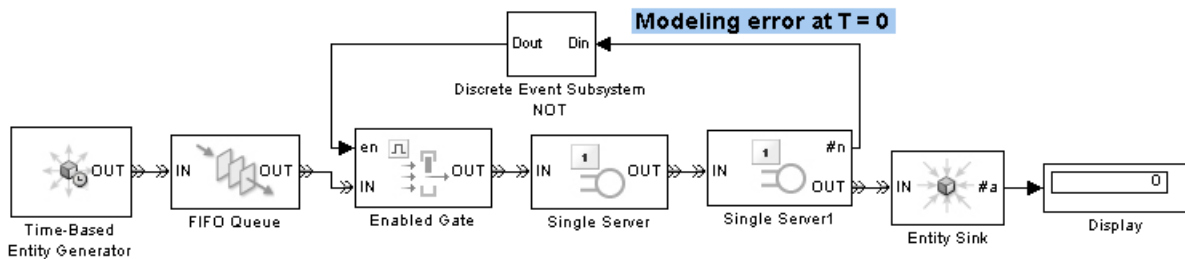 Modeling error at T = 0
Dout
Din
Discrete Event Subsystem
NOT
OUT
Time-Based
Entity Generator
IN
OUT
FIFO Queue
en
IN
OUT
Enabled Gate
1
IN
OUT
Single Server
1
#n
IN
OUT
Single Server1
IN
#a
Entity Sink
0
Display